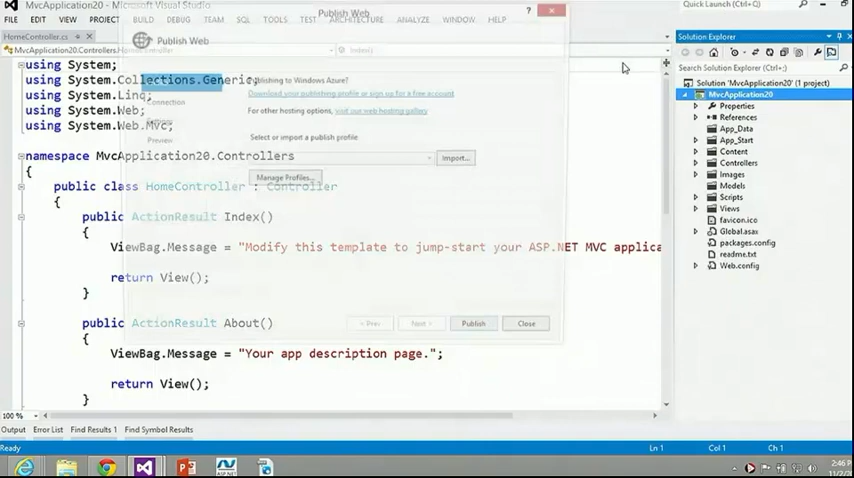 MvcApplication20 - Microsoft Visual Studio
Quick Launch (Ctrl+Q)
FILE EDIT VIEW PROJECT BUILD DEBUG TEAM SQL TOOLS TEST ARCHITECTURE ANALYZE WINDOW HELP
Publish Web
Publish Web
HomeController.cs
MvcApplication20.Controllers.HomeController
Index()
using System;
using System.Collections.Generic;
using System.Linq;
using System.Web;
using System.Web.Mvc;
namespace MvcApplication20.Controllers
{
public class HomeController : Controller
{
public ActionResult Index()
{
ViewBag.Message = "Modify this template to jump-start your ASP.NET MVC applica
return View();
}
public ActionResult About()
{
ViewBag.Message = "Your app description page.";
return View();
}
Connection
Settings
Preview
Publishing to Windows Azure?
Download your publishing profile or sign up for a free account
For other hosting options, visit our web hosting gallery
Select or import a publish profile
Import...
Manage Profiles...
< Prev
Next >
Publish
Close
Solution Explorer
Search Solution Explorer (Ctrl+;)
Solution 'MvcApplication20' (1 project)
MvcApplication20
Properties
References
App_Data
App_Start
Content
Controllers
Images
Models
Scripts
Views
favicon.ico
Global.asax
packages.config
readme.txt
Web.config
100 %
Output Error List Find Results 1 Find Symbol Results
Ready
Ln 1 Col 1 Ch 1
2:46 PM